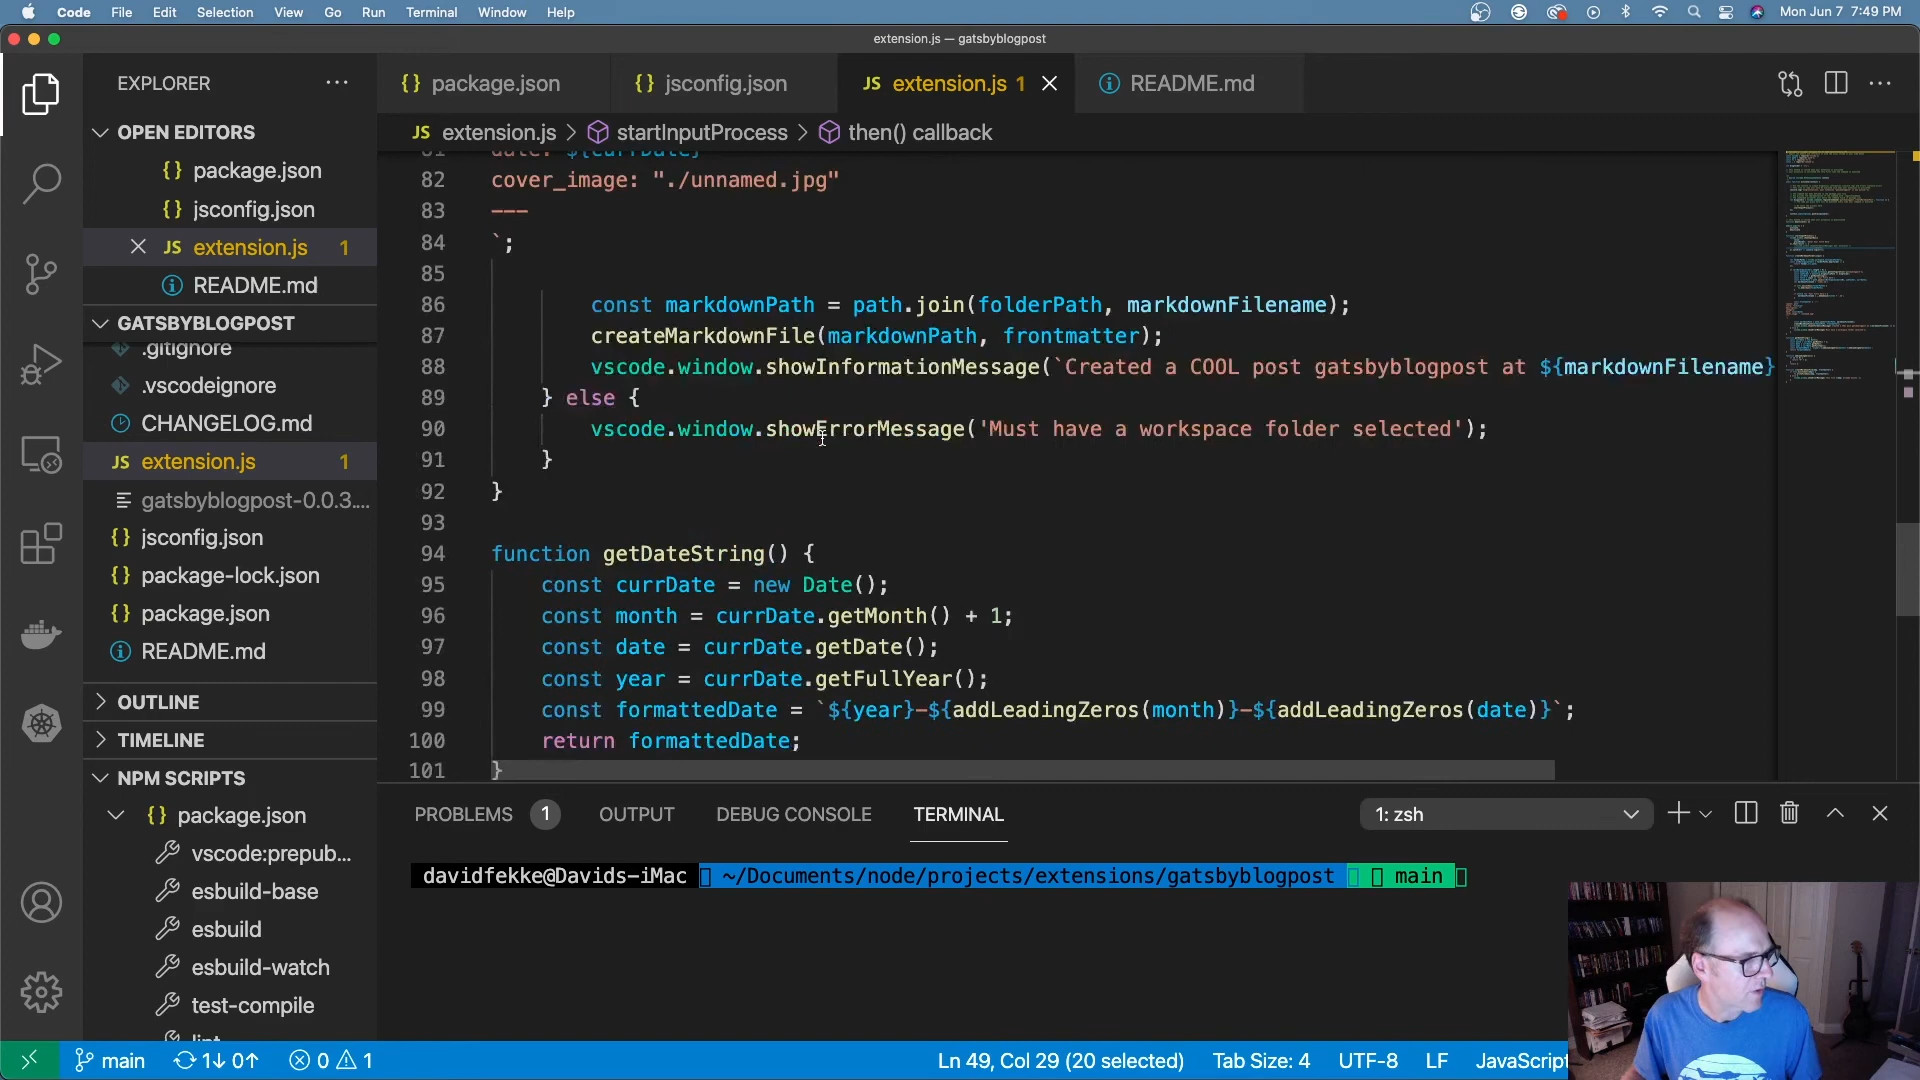 Code File Edit Selection View Go Run Terminal Window Help Mon Jun 7 7:49 PM
extension.js — gatsbyblogpost
EXPLORER
package.json jsconfig.json JS extension.js 1 README.md
JS extension.js > startInputProcess > then() callback
OPEN EDITORS
package.json
jsconfig.json
JS extension.js 1
README.md
GATSBYBLOGPOST
.gitignore
.vscodeignore
CHANGELOG.md
JS extension.js 1
gatsbyblogpost-0.0.3....
jsconfig.json
package-lock.json
package.json
README.md
OUTLINE
TIMELINE
NPM SCRIPTS
package.json
vscode:prepub...
esbuild-base
esbuild
esbuild-watch
test-compile
lint
81 date: ${currDate}
82 cover_image: "./unnamed.jpg"
83 ---
84 `;
85
86 const markdownPath = path.join(folderPath, markdownFilename);
87 createMarkdownFile(markdownPath, frontmatter);
88 vscode.window.showInformationMessage(`Created a COOL post gatsbyblogpost at ${markdownFilename}
89 } else {
90 vscode.window.showErrorMessage('Must have a workspace folder selected');
91 }
92 }
93
94 function getDateString() {
95 const currDate = new Date();
96 const month = currDate.getMonth() + 1;
97 const date = currDate.getDate();
98 const year = currDate.getFullYear();
99 const formattedDate = `${year}-${addLeadingZeros(month)}-${addLeadingZeros(date)}`;
100 return formattedDate;
101 }
PROBLEMS 1 OUTPUT DEBUG CONSOLE TERMINAL 1: zsh
davidfekke@Davids-iMac ~/Documents/node/projects/extensions/gatsbyblogpost main
main 1↓ 0↑ 0 1 Ln 49, Col 29 (20 selected) Tab Size: 4 UTF-8 LF JavaScript